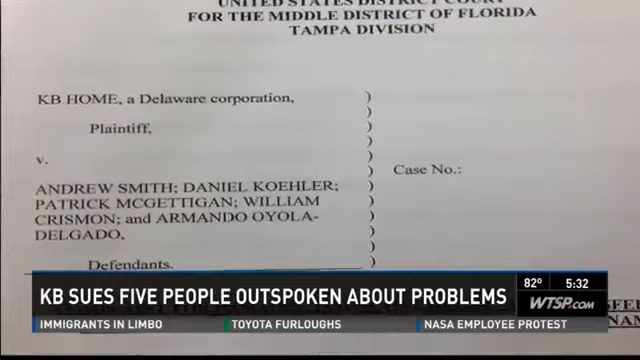 UNITED STATES DISTRICT COURT
FOR THE MIDDLE DISTRICT OF FLORIDA
TAMPA DIVISION
KB HOME, a Delaware corporation,
Plaintiff,
v.
ANDREW SMITH; DANIEL KOEHLER;
PATRICK MCGETTIGAN; WILLIAM
CRISMON; and ARMANDO OYOLA-
DELGADO,
Defendants.
)
)
)
)
)
)
)
)
)
)
)
)
Case No.:
KB SUES FIVE PEOPLE OUTSPOKEN ABOUT PROBLEMS
82° 5:32
WTSP.COM
IMMIGRANTS IN LIMBO TOYOTA FURLOUGHS NASA EMPLOYEE PROTEST